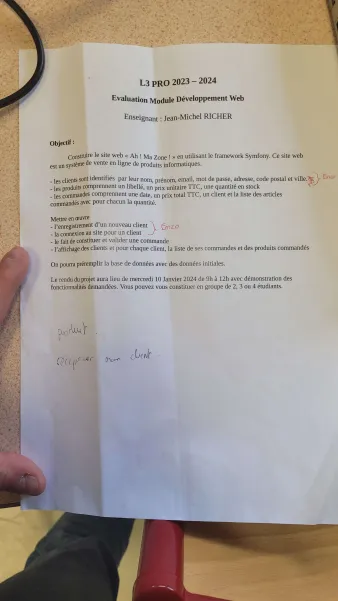 L3 PRO 2023 – 2024
Evaluation Module Développement Web
Enseignant : Jean-Michel RICHER
Objectif :
Construire le site web « Ah ! Ma Zone ! » en utilisant le framework Symfony. Ce site web
est un système de vente en ligne de produits informatiques.
- les clients sont identifiés par leur nom, prénom, email, mot de passe, adresse, code postal et ville
- les produits comprennent un libellé, un prix unitaire TTC, une quantité en stock
- les commandes comprennent une date, un prix total TTC, un client et la liste des articles
commandés avec pour chacun la quantité.
Mettre en œuvre
- l'enregistrement d'un nouveau client
- la connexion au site pour un client
- le fait de constituer et valider une commande
- l'affichage des clients et pour chaque client, la liste de ses commandes et des produits commandés
On pourra préremplir la base de données avec des données initiales.
Le rendu du projet aura lieu de mercredi 10 Janvier 2024 de 9h à 12h avec démonstration des
fonctionnalités demandées. Vous pouvez vous constituer en groupe de 2, 3 ou 4 étudiants.
produit
client